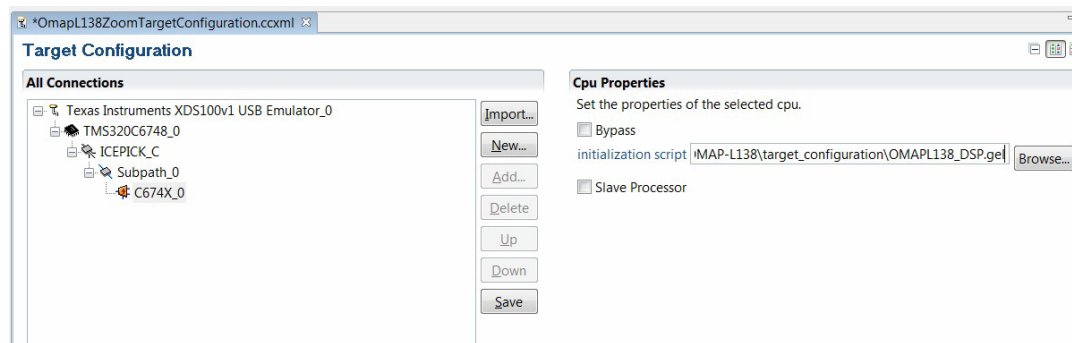 *OmapL138ZoomTargetConfiguration.ccxml
Target Configuration
All Connections
Texas Instruments XDS100v1 USB Emulator_0
TMS320C6748_0
ICEPICK_C
Subpath_0
C674X_0
Import...
New...
Add...
Delete
Up
Down
Save
Cpu Properties
Set the properties of the selected cpu.
Bypass
initialization script MAP-L138\target_configuration\OMAPL138_DSP.gel Browse...
Slave Processor